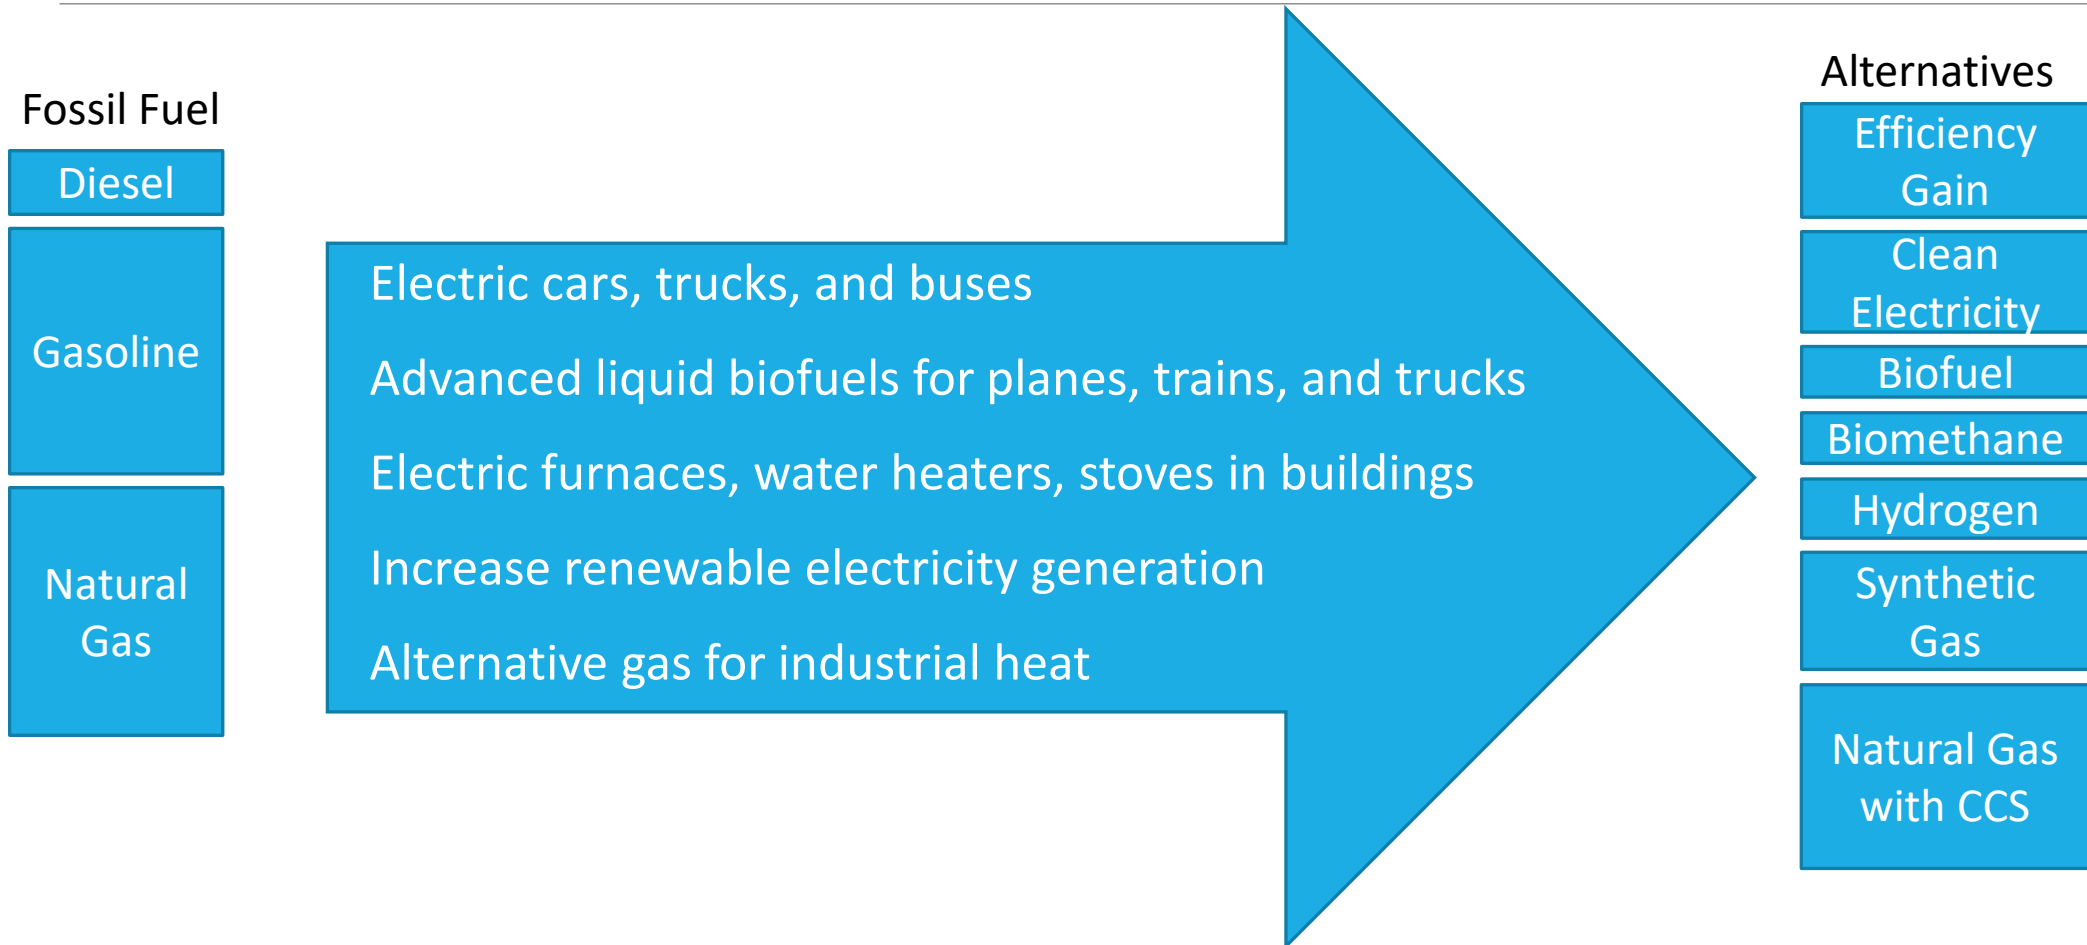 Fossil Fuel
Diesel
Gasoline
Natural
Gas
Electric cars, trucks, and buses
Advanced liquid biofuels for planes, trains, and trucks
Electric furnaces, water heaters, stoves in buildings
Increase renewable electricity generation
Alternative gas for industrial heat
Alternatives
Efficiency
Gain
Clean
Electricity
Biofuel
Biomethane
Hydrogen
Synthetic
Gas
Natural Gas
with CCS